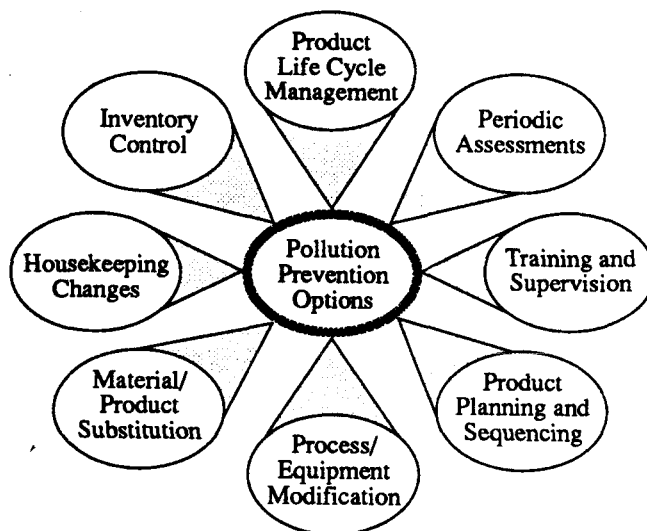 Product
Life Cycle
Management
Inventory
Control
Periodic
Assessments
Housekeeping
Changes
Pollution
Prevention
Options
Training and
Supervision
Material/
Product
Substitution
Product
Planning and
Sequencing
Process/
Equipment
Modification